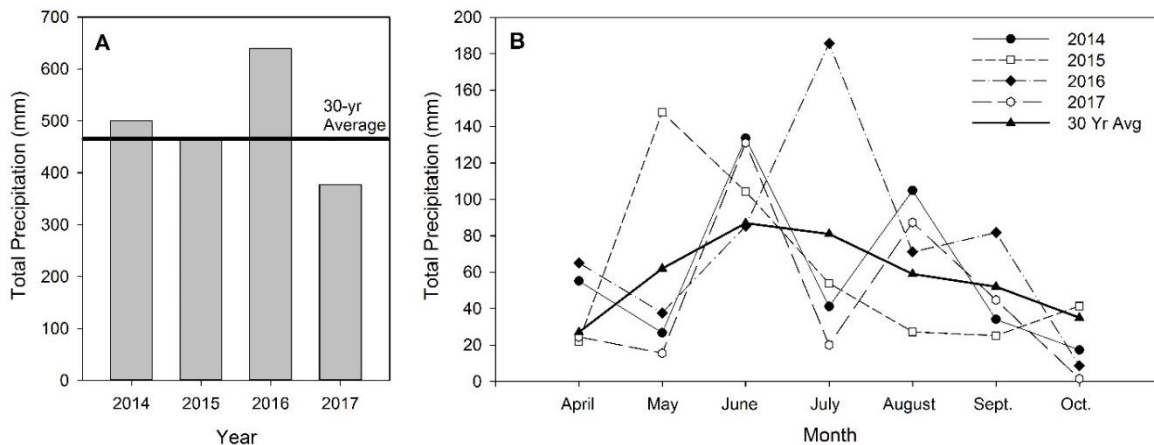 A
Total Precipitation (mm)
700
600
500
400
300
200
100
0
30-yr
Average
2014
2015
2016
2017
Year
B
Total Precipitation (mm)
200
180
160
140
120
100
80
60
40
20
0
2014
2015
2016
2017
30 Yr Avg
April
May
June
July
August
Sept.
Oct.
Month